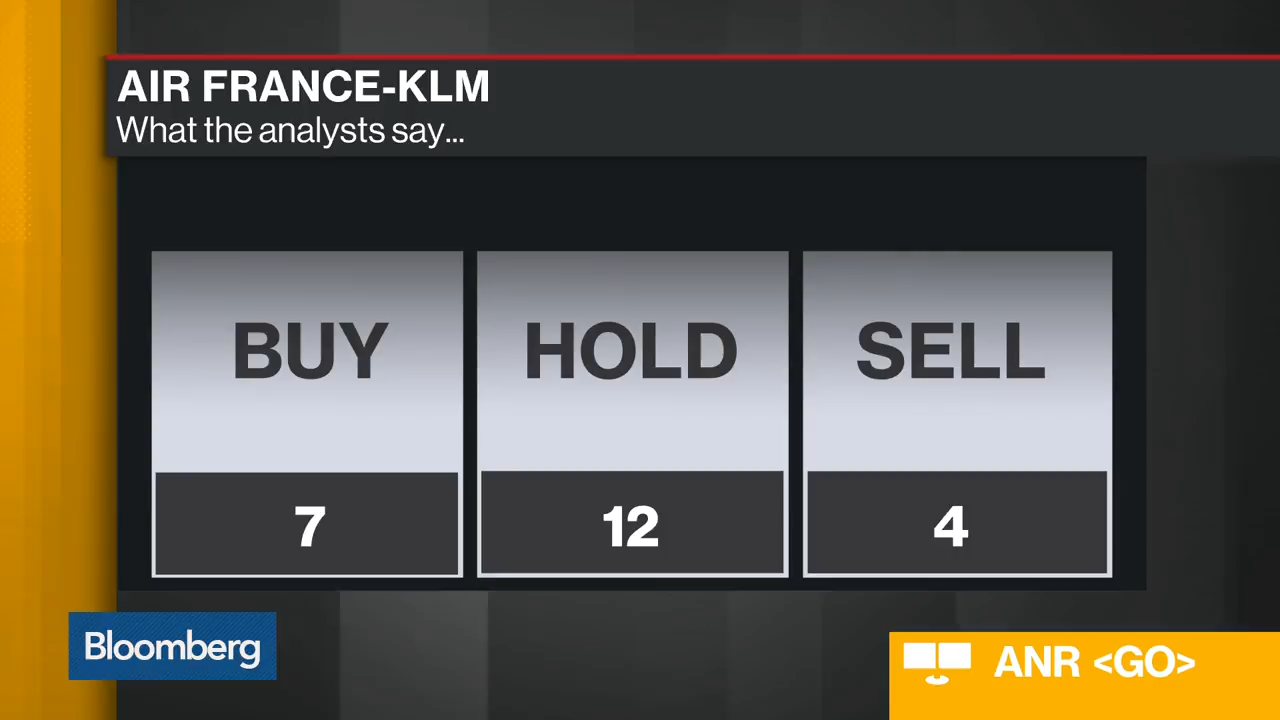 AIR FRANCE-KLM
What the analysts say...
BUY
HOLD
SELL
7
12
4
Bloomberg
ANR <GO>